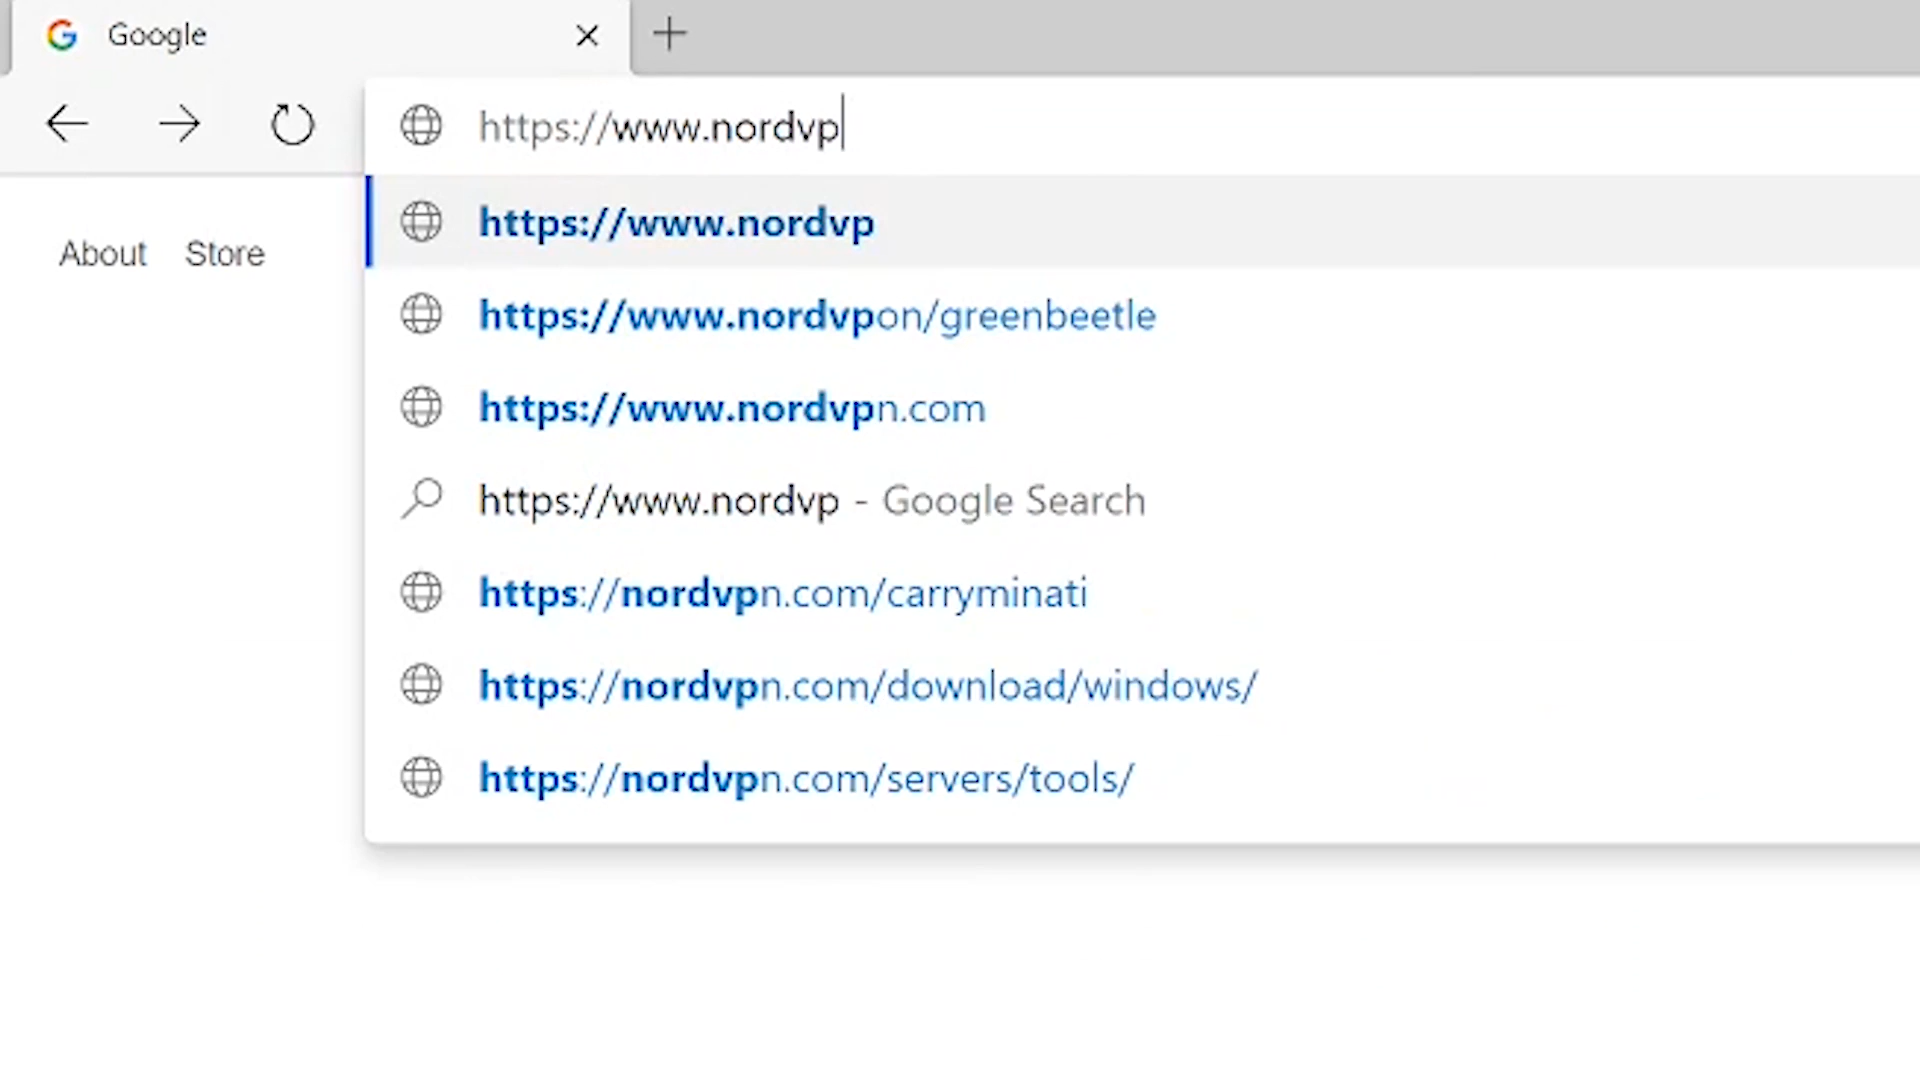 Google
https://www.nordvp
https://www.nordvp
About Store
https://www.nordvpon/greenbeetle
https://www.nordvpn.com
https://www.nordvp - Google Search
https://nordvpn.com/carryminati
https://nordvpn.com/download/windows/
https://nordvpn.com/servers/tools/